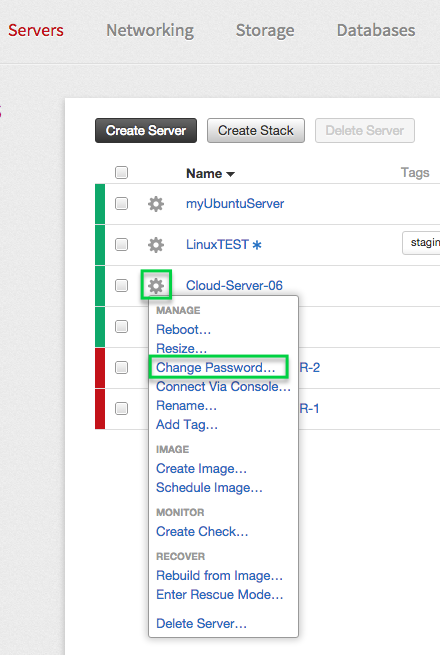 Servers Networking Storage Databases
Create Server Create Stack Delete Server
Name Tags
myUbuntuServer
LinuxTEST *
Cloud-Server-06
MANAGE
Reboot...
Resize...
Change Password... R-2
Connect Via Console...
Rename... R-1
Add Tag...
IMAGE
Create Image...
Schedule Image...
MONITOR
Create Check...
RECOVER
Rebuild from Image...
Enter Rescue Mode...
Delete Server...